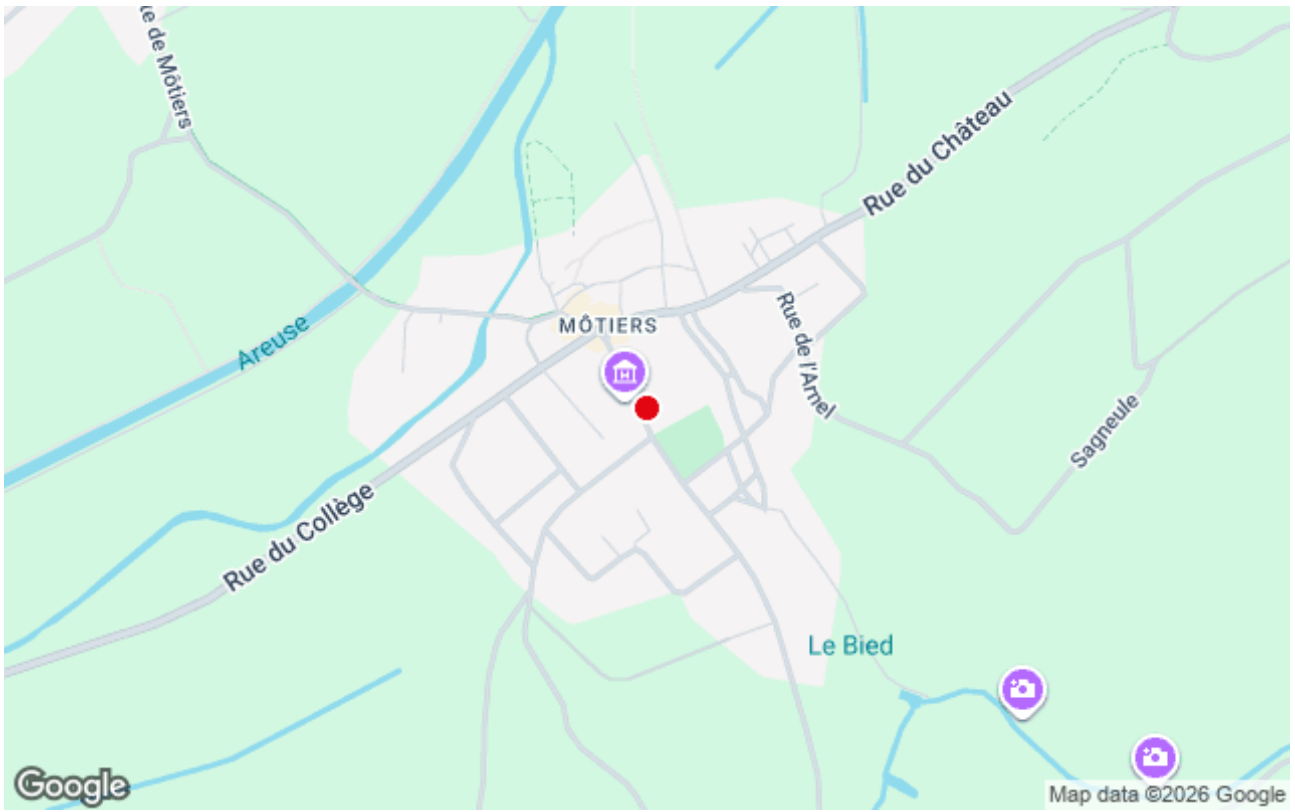 te de Môtiers
Rue du Château
Areuse
MÔTIERS
Rue de l'Arnel
Sagneule
Rue du Collège
Le Bied
Google
Map data ©2026 Google